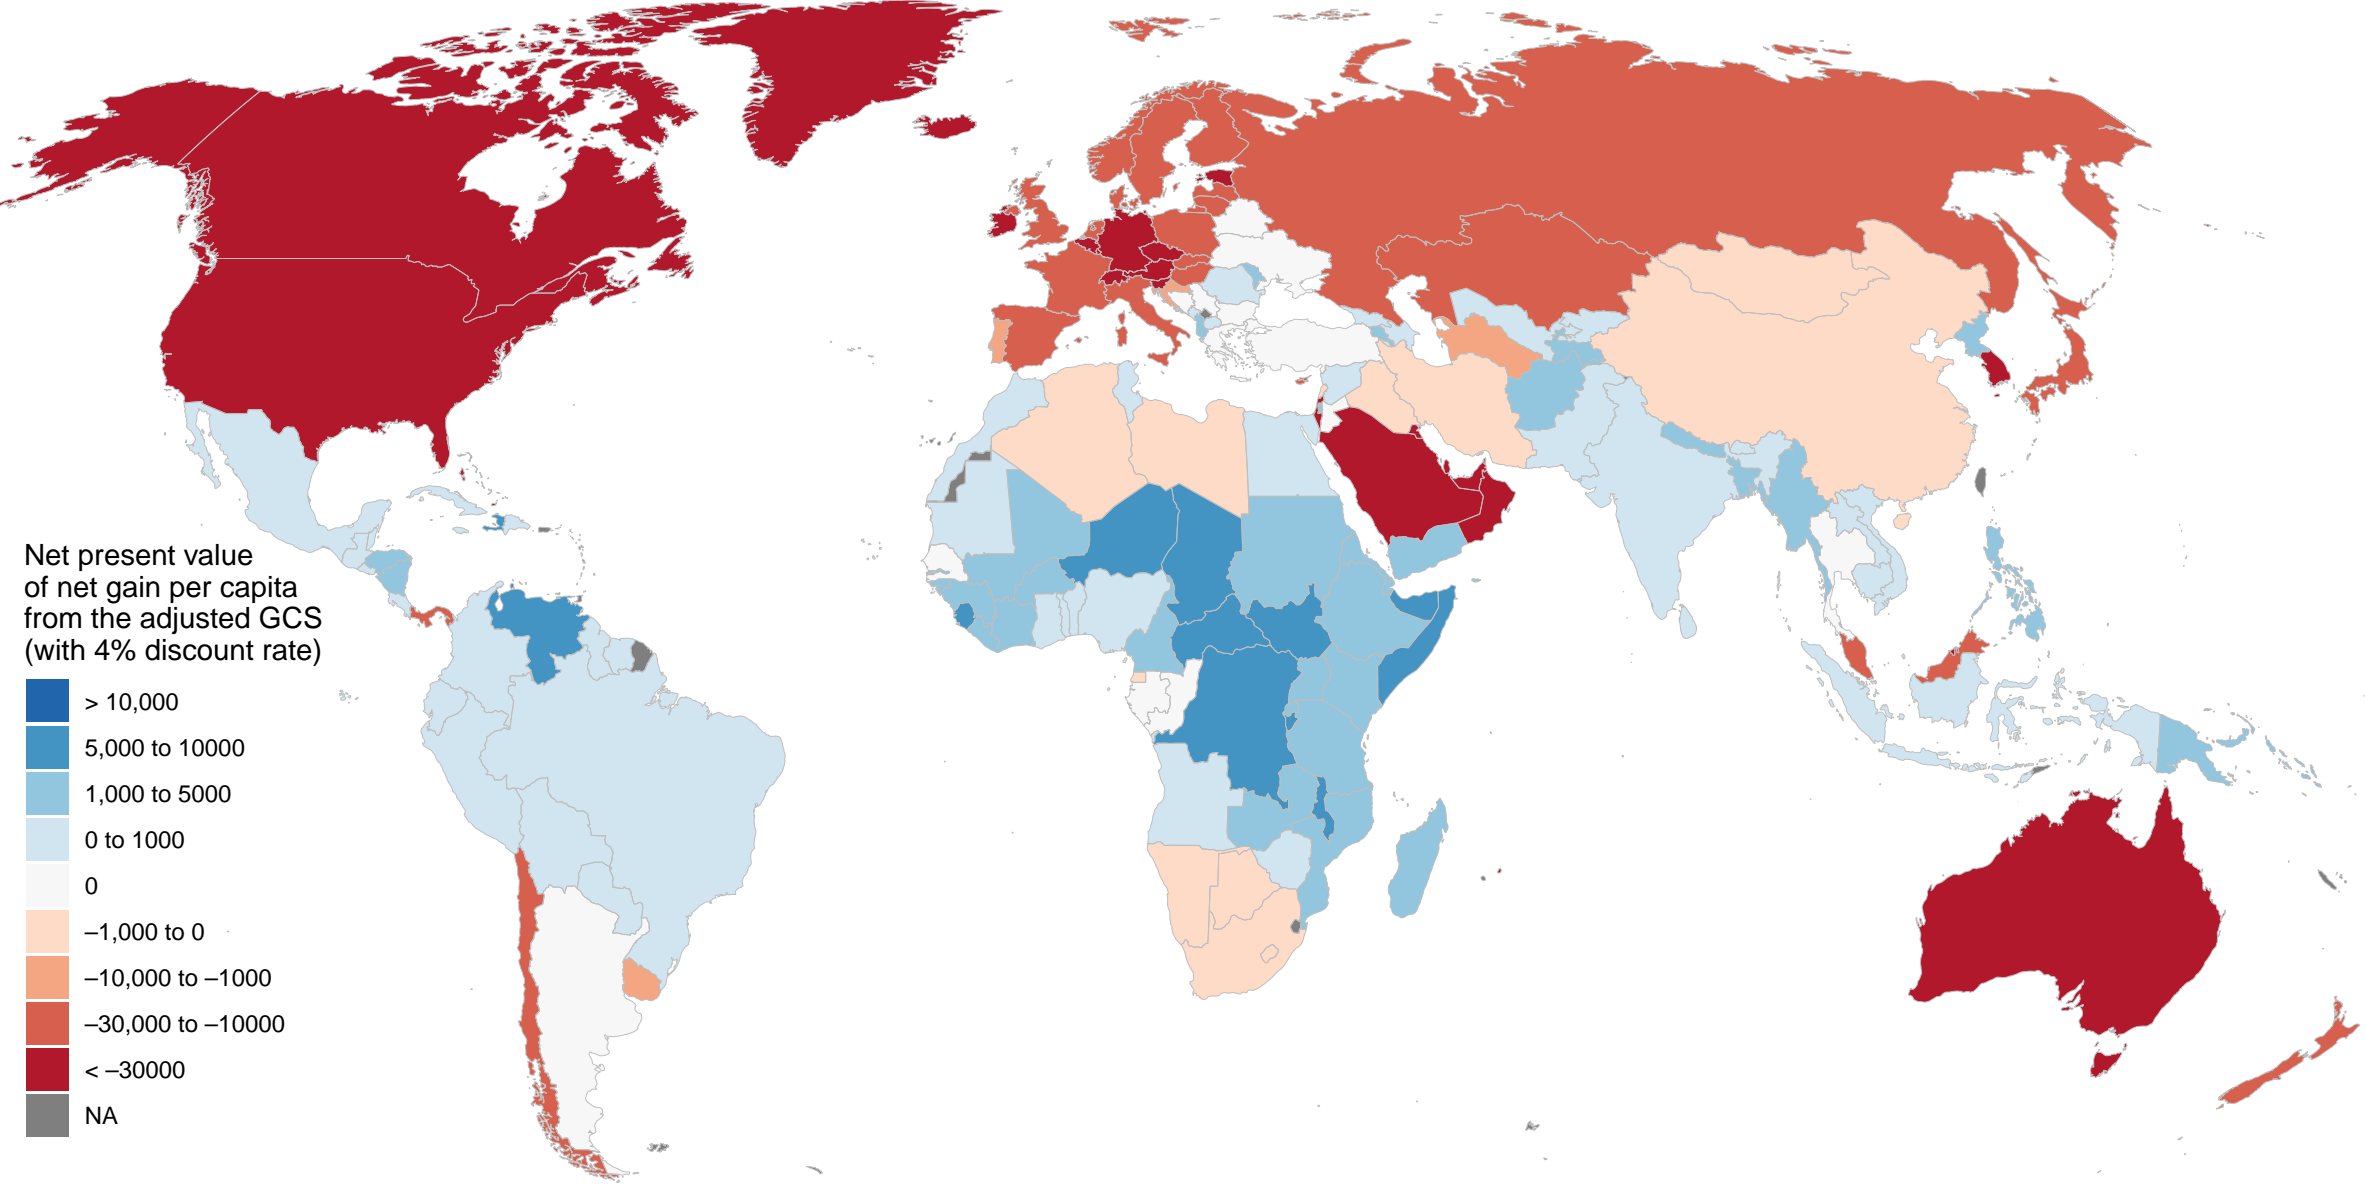 Net present value
of net gain per capita
from the adjusted GCS
(with 4% discount rate)
> 10,000
5,000 to 10000
1,000 to 5000
0 to 1000
0
–1,000 to 0
–10,000 to –1000
–30,000 to –10000
< –30000
NA